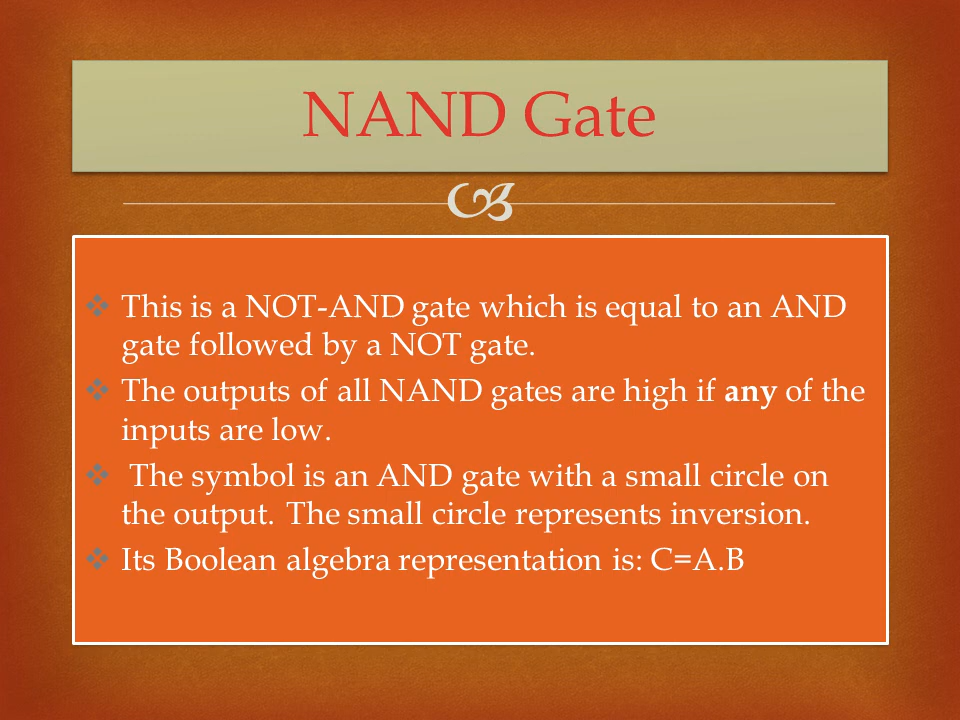 NAND Gate
❖ This is a NOT-AND gate which is equal to an AND
gate followed by a NOT gate.
❖ The outputs of all NAND gates are high if any of the
inputs are low.
❖ The symbol is an AND gate with a small circle on
the output. The small circle represents inversion.
❖ Its Boolean algebra representation is: C=A.B